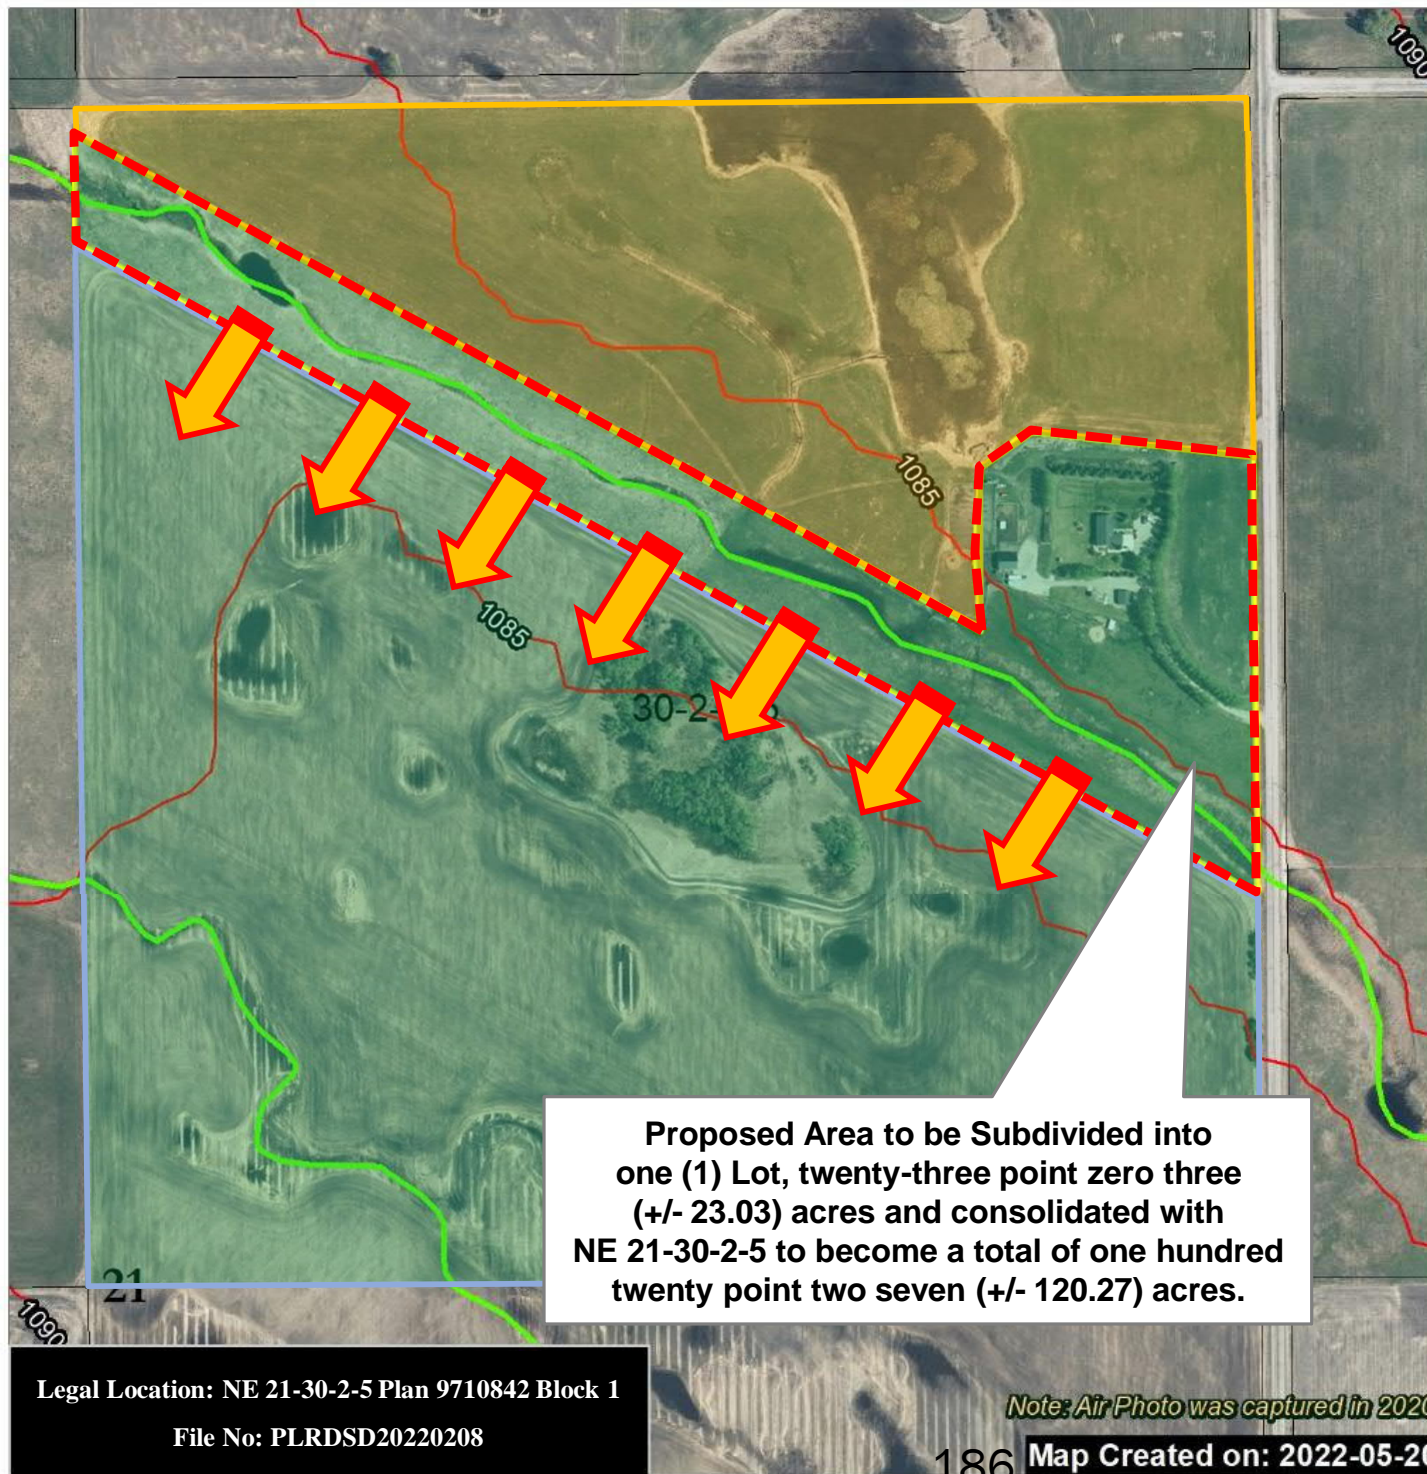 1090
1085
1085
30-2-
Proposed Area to be Subdivided into
one (1) Lot, twenty-three point zero three
(+/- 23.03) acres and consolidated with
NE 21-30-2-5 to become a total of one hundred
twenty point two seven (+/- 120.27) acres.
21
1090
Legal Location: NE 21-30-2-5 Plan 9710842 Block 1
File No: PLRDSD20220208
Note: Air Photo was captured in 2020
186
Map Created on: 2022-05-2